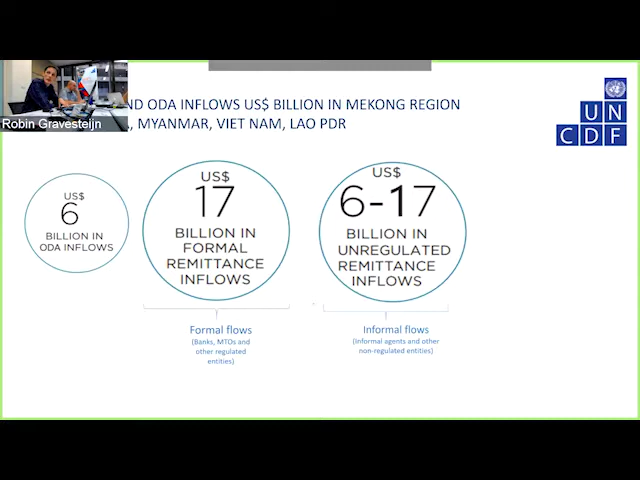 ND ODA INFLOWS US$ BILLION IN MEKONG REGION
Robin Gravesteijn
, MYANMAR, VIET NAM, LAO PDR
UN
CDF
US$
6
BILLION IN
ODA INFLOWS
US$
17
BILLION IN
FORMAL
REMITTANCE
INFLOWS
US$
6-17
BILLION IN
UNREGULATED
REMITTANCE
INFLOWS
Formal flows
(Banks, MTOs and
other regulated
entities)
Informal flows
(Informal agents and other
non-regulated entities)